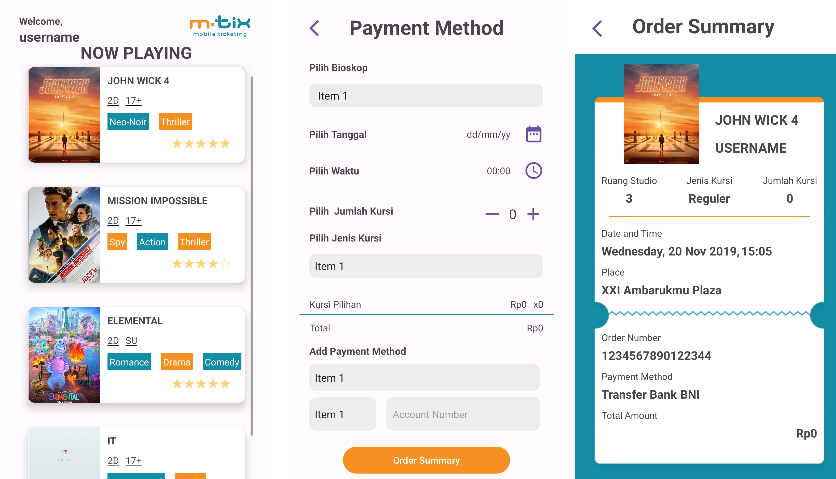 Welcome,
username
m.tix
mobile ticketing
NOW PLAYING
JOHN WICK 4
2D 17+
Neo-Noir Thriller
MISSION IMPOSSIBLE
2D 17+
Spy Action Thriller
ELEMENTAL
ELEMENTAL
2D SU
Romance Drama Comedy
IT
2D 17+
Payment Method
Pilih Bioskop
Item 1
Pilih Tanggal dd/mm/yy
Pilih Waktu 00:00
Pilih Jumlah Kursi — 0 +
Pilih Jenis Kursi
Item 1
Kursi Pilihan Rp0 x0
Total Rp0
Add Payment Method
Item 1
Item 1 Account Number
Order Summary
Order Summary
JOHN WICK
JOHN WICK 4
USERNAME
Ruang Studio Jenis Kursi Jumlah Kursi
3 Reguler 0
Date and Time
Wednesday, 20 Nov 2019, 15:05
Place
XXI Ambarukmu Plaza
Order Number
1234567890122344
Payment Method
Transfer Bank BNI
Total Amount
Rp0